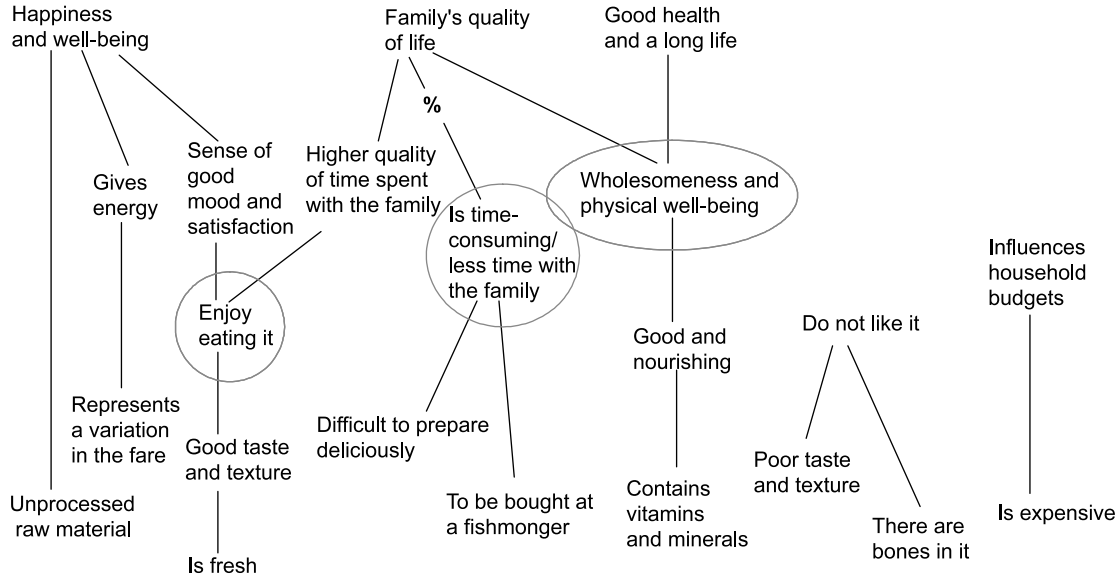 Happiness
and well-being
Family's quality
of life
Good health
and a long life
%
Sense of
good
mood and
satisfaction
Higher quality
of time spent
with the family
Gives
energy
Wholesomeness and
physical well-being
Is time-
consuming/
less time with
the family
Influences
household
budgets
Enjoy
eating it
Good and
nourishing
Do not like it
Represents
a variation
in the fare
Good taste
and texture
Difficult to prepare
deliciously
Poor taste
and texture
Unprocessed
raw material
To be bought at
a fishmonger
Contains
vitamins
and minerals
There are
bones in it
Is expensive
Is fresh